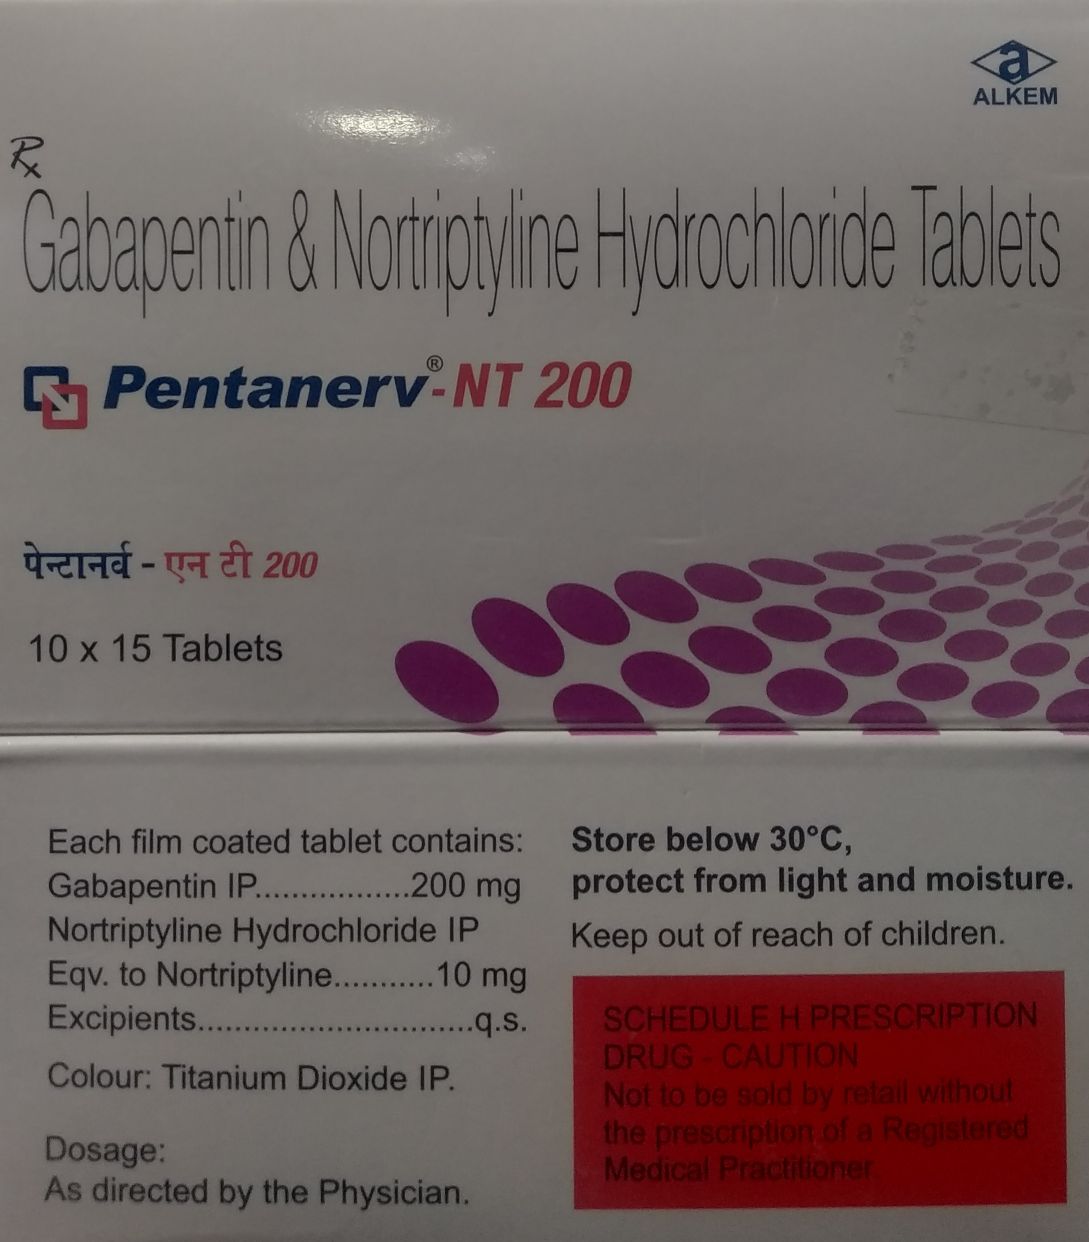 a
ALKEM
Rx
Gabapentin & Nortriptyline Hydrochloride Tablets
Pentanerv®-NT 200
पेन्टानर्व - एन टी 200
10 x 15 Tablets
Each film coated tablet contains:
Gabapentin IP.................200 mg
Nortriptyline Hydrochloride IP
Eqv. to Nortriptyline...........10 mg
Excipients..............................q.s.
Colour: Titanium Dioxide IP.
Dosage:
As directed by the Physician.
Store below 30°C,
protect from light and moisture.
Keep out of reach of children.
SCHEDULE H PRESCRIPTION
DRUG - CAUTION
Not to be sold by retail without
the prescription of a Registered
Medical Practitioner.